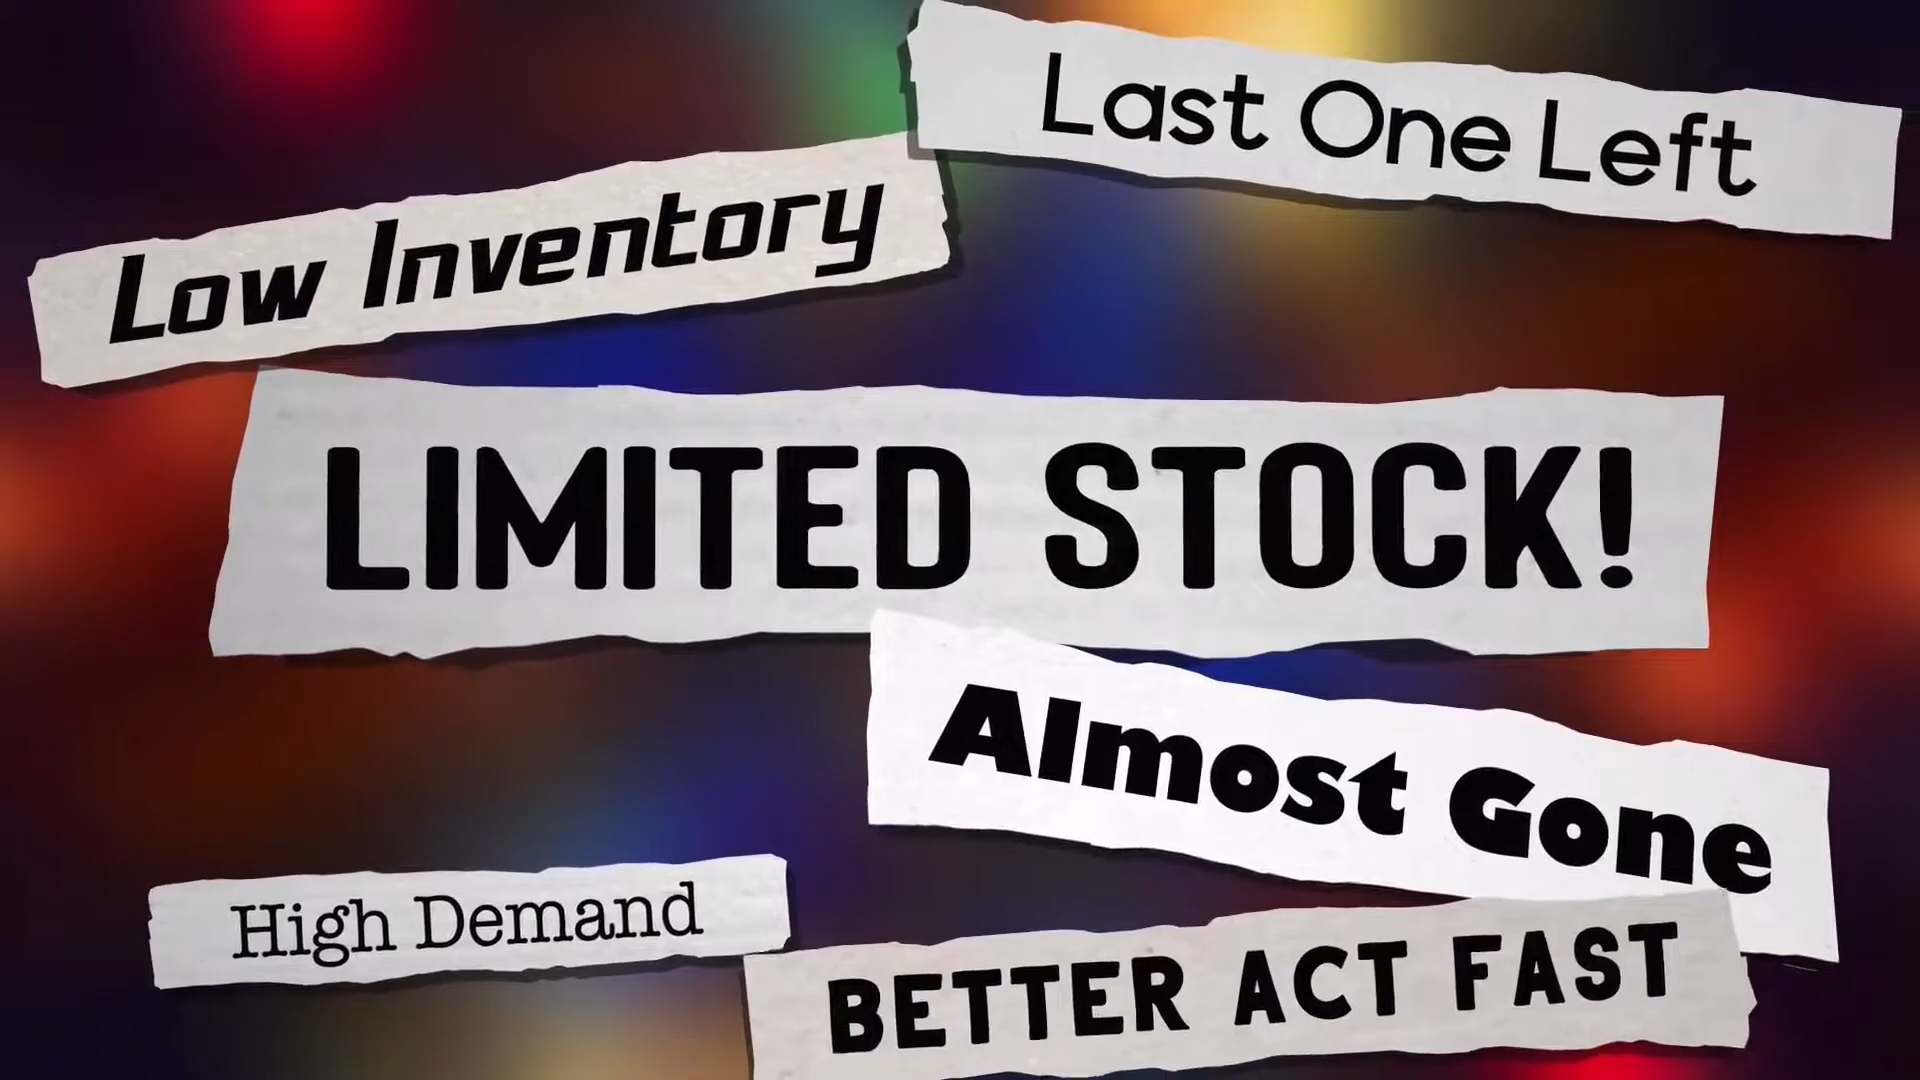 Last One Left
Low Inventory
LIMITED STOCK!
Almost Gone
High Demand
BETTER ACT FAST